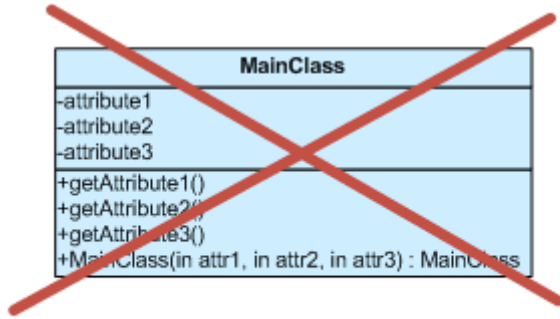 MainClass
-attribute1
-attribute2
-attribute3
+getAttribute1()
+getAttribute2()
+getAttribute3()
+MainClass(in attr1, in attr2, in attr3) : MainClass